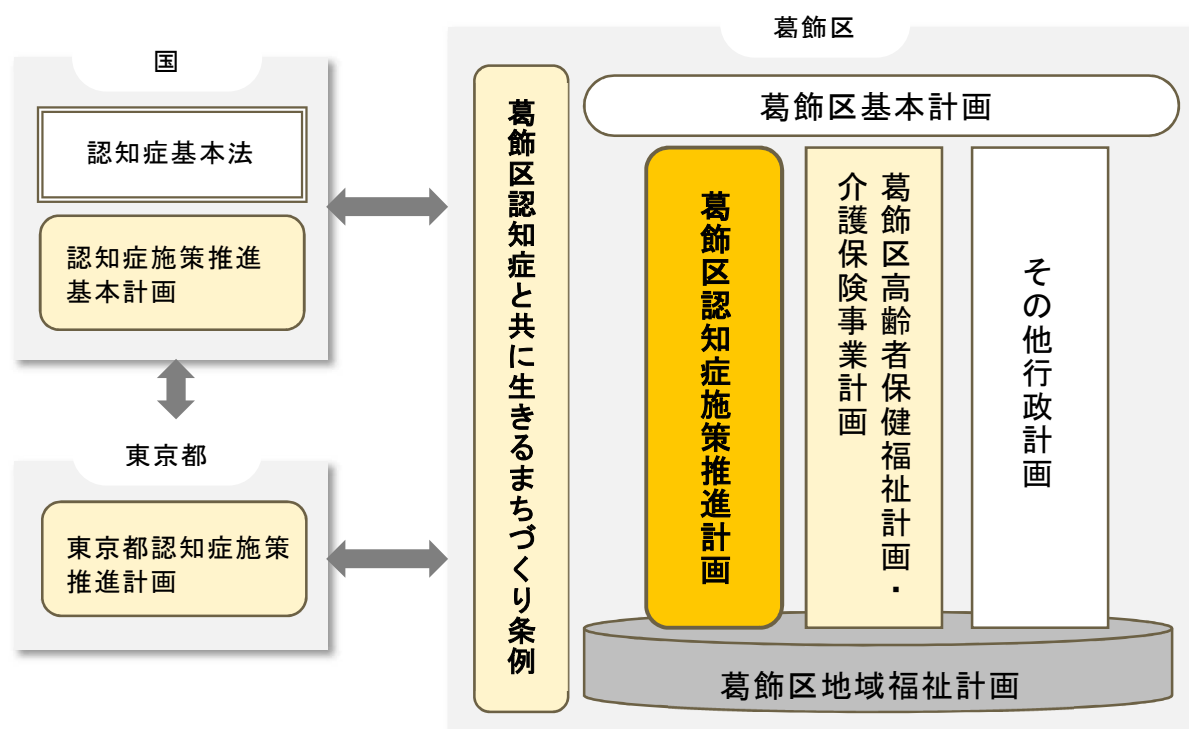 国
認知症基本法
認知症施策推進
基本計画
東京都
東京都認知症施策
推進計画
葛飾区
葛飾区認知症と共に生きるまちづくり条例
葛飾区基本計画
葛飾区認知症施策推進計画
葛飾区高齢者保健福祉計画・
介護保険事業計画
その他行政計画
葛飾区地域福祉計画